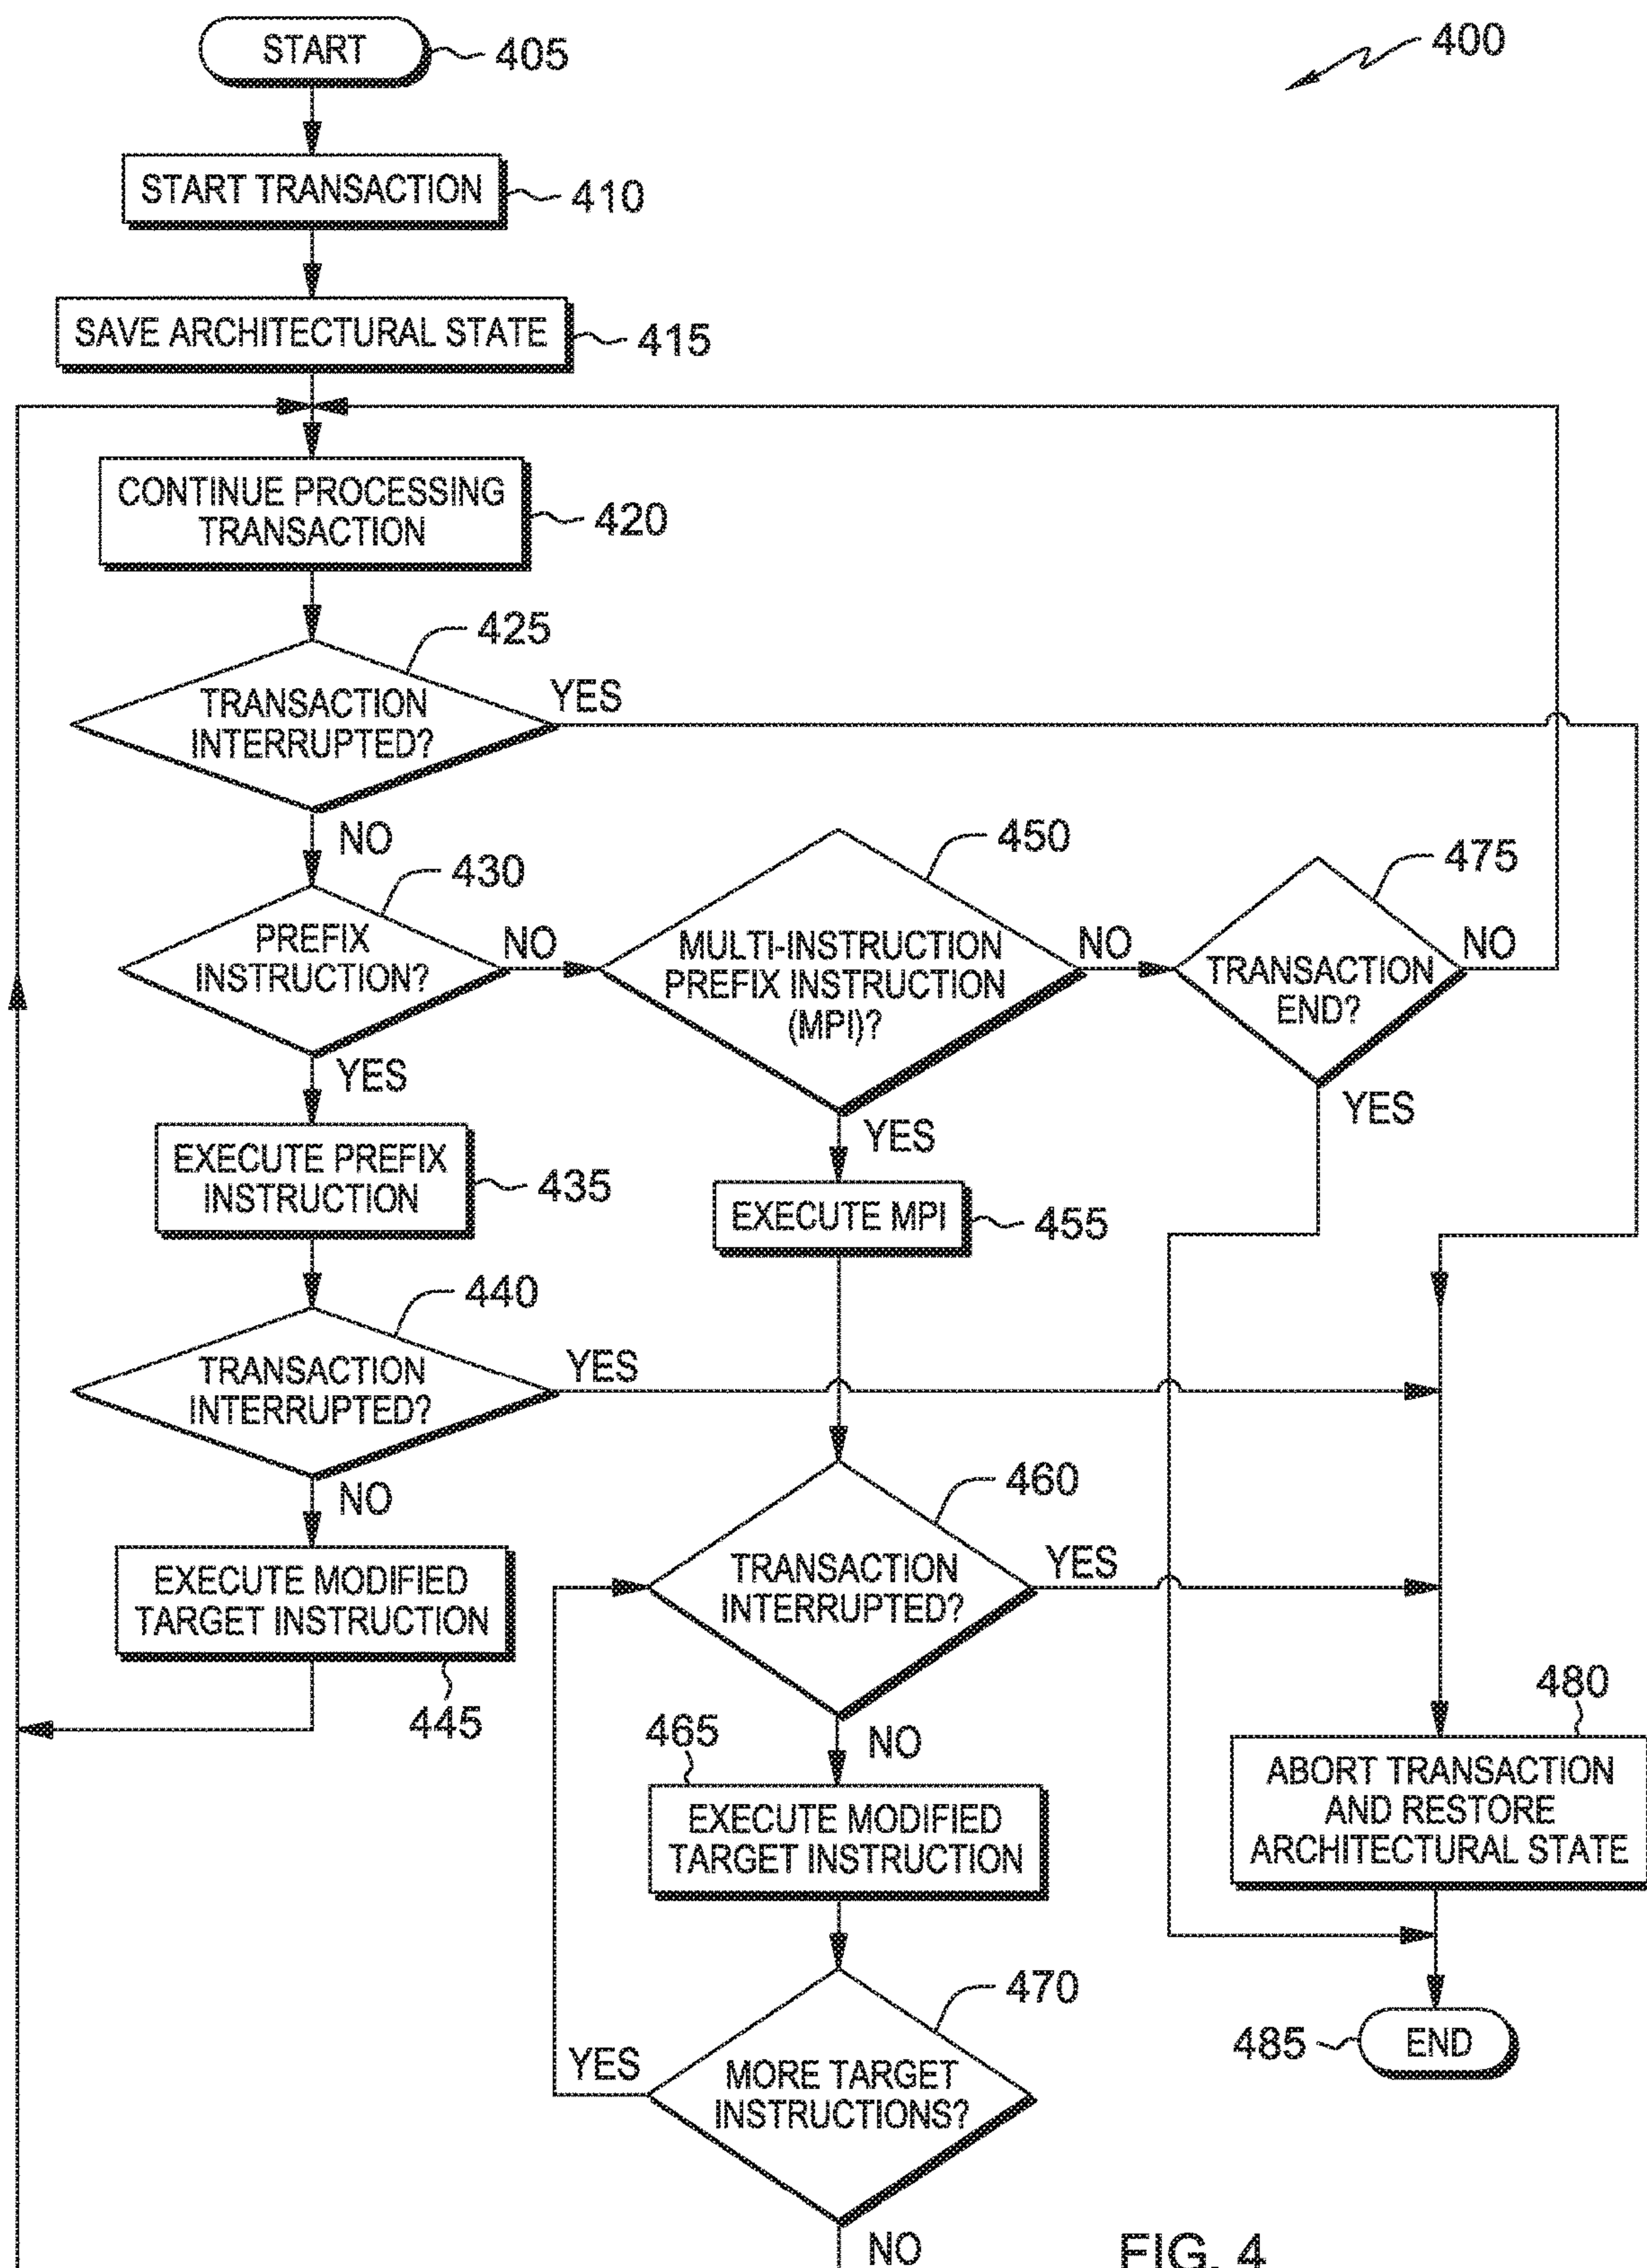 START
405
400
START TRANSACTION
410
SAVE ARCHITECTURAL STATE
415
CONTINUE PROCESSING
TRANSACTION
420
425
TRANSACTION
INTERRUPTED?
YES
NO
430
PREFIX
INSTRUCTION?
NO
YES
450
MULTI-INSTRUCTION
PREFIX INSTRUCTION
(MPI)?
NO
YES
475
TRANSACTION
END?
NO
YES
EXECUTE PREFIX
INSTRUCTION
435
EXECUTE MPI
455
440
TRANSACTION
INTERRUPTED?
YES
NO
460
TRANSACTION
INTERRUPTED?
YES
NO
EXECUTE MODIFIED
TARGET INSTRUCTION
445
465
EXECUTE MODIFIED
TARGET INSTRUCTION
480
ABORT TRANSACTION
AND RESTORE
ARCHITECTURAL STATE
470
MORE TARGET
INSTRUCTIONS?
YES
NO
485
END
FIG. 4